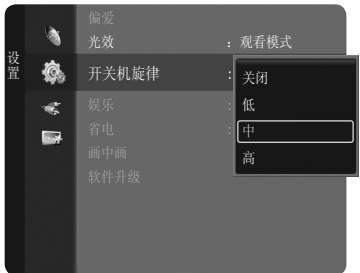 设置
偏爱
光效 : 观看模式
开关机旋律 :
关闭
低
中
高
娱乐 :
省电 :
画中画
软件升级